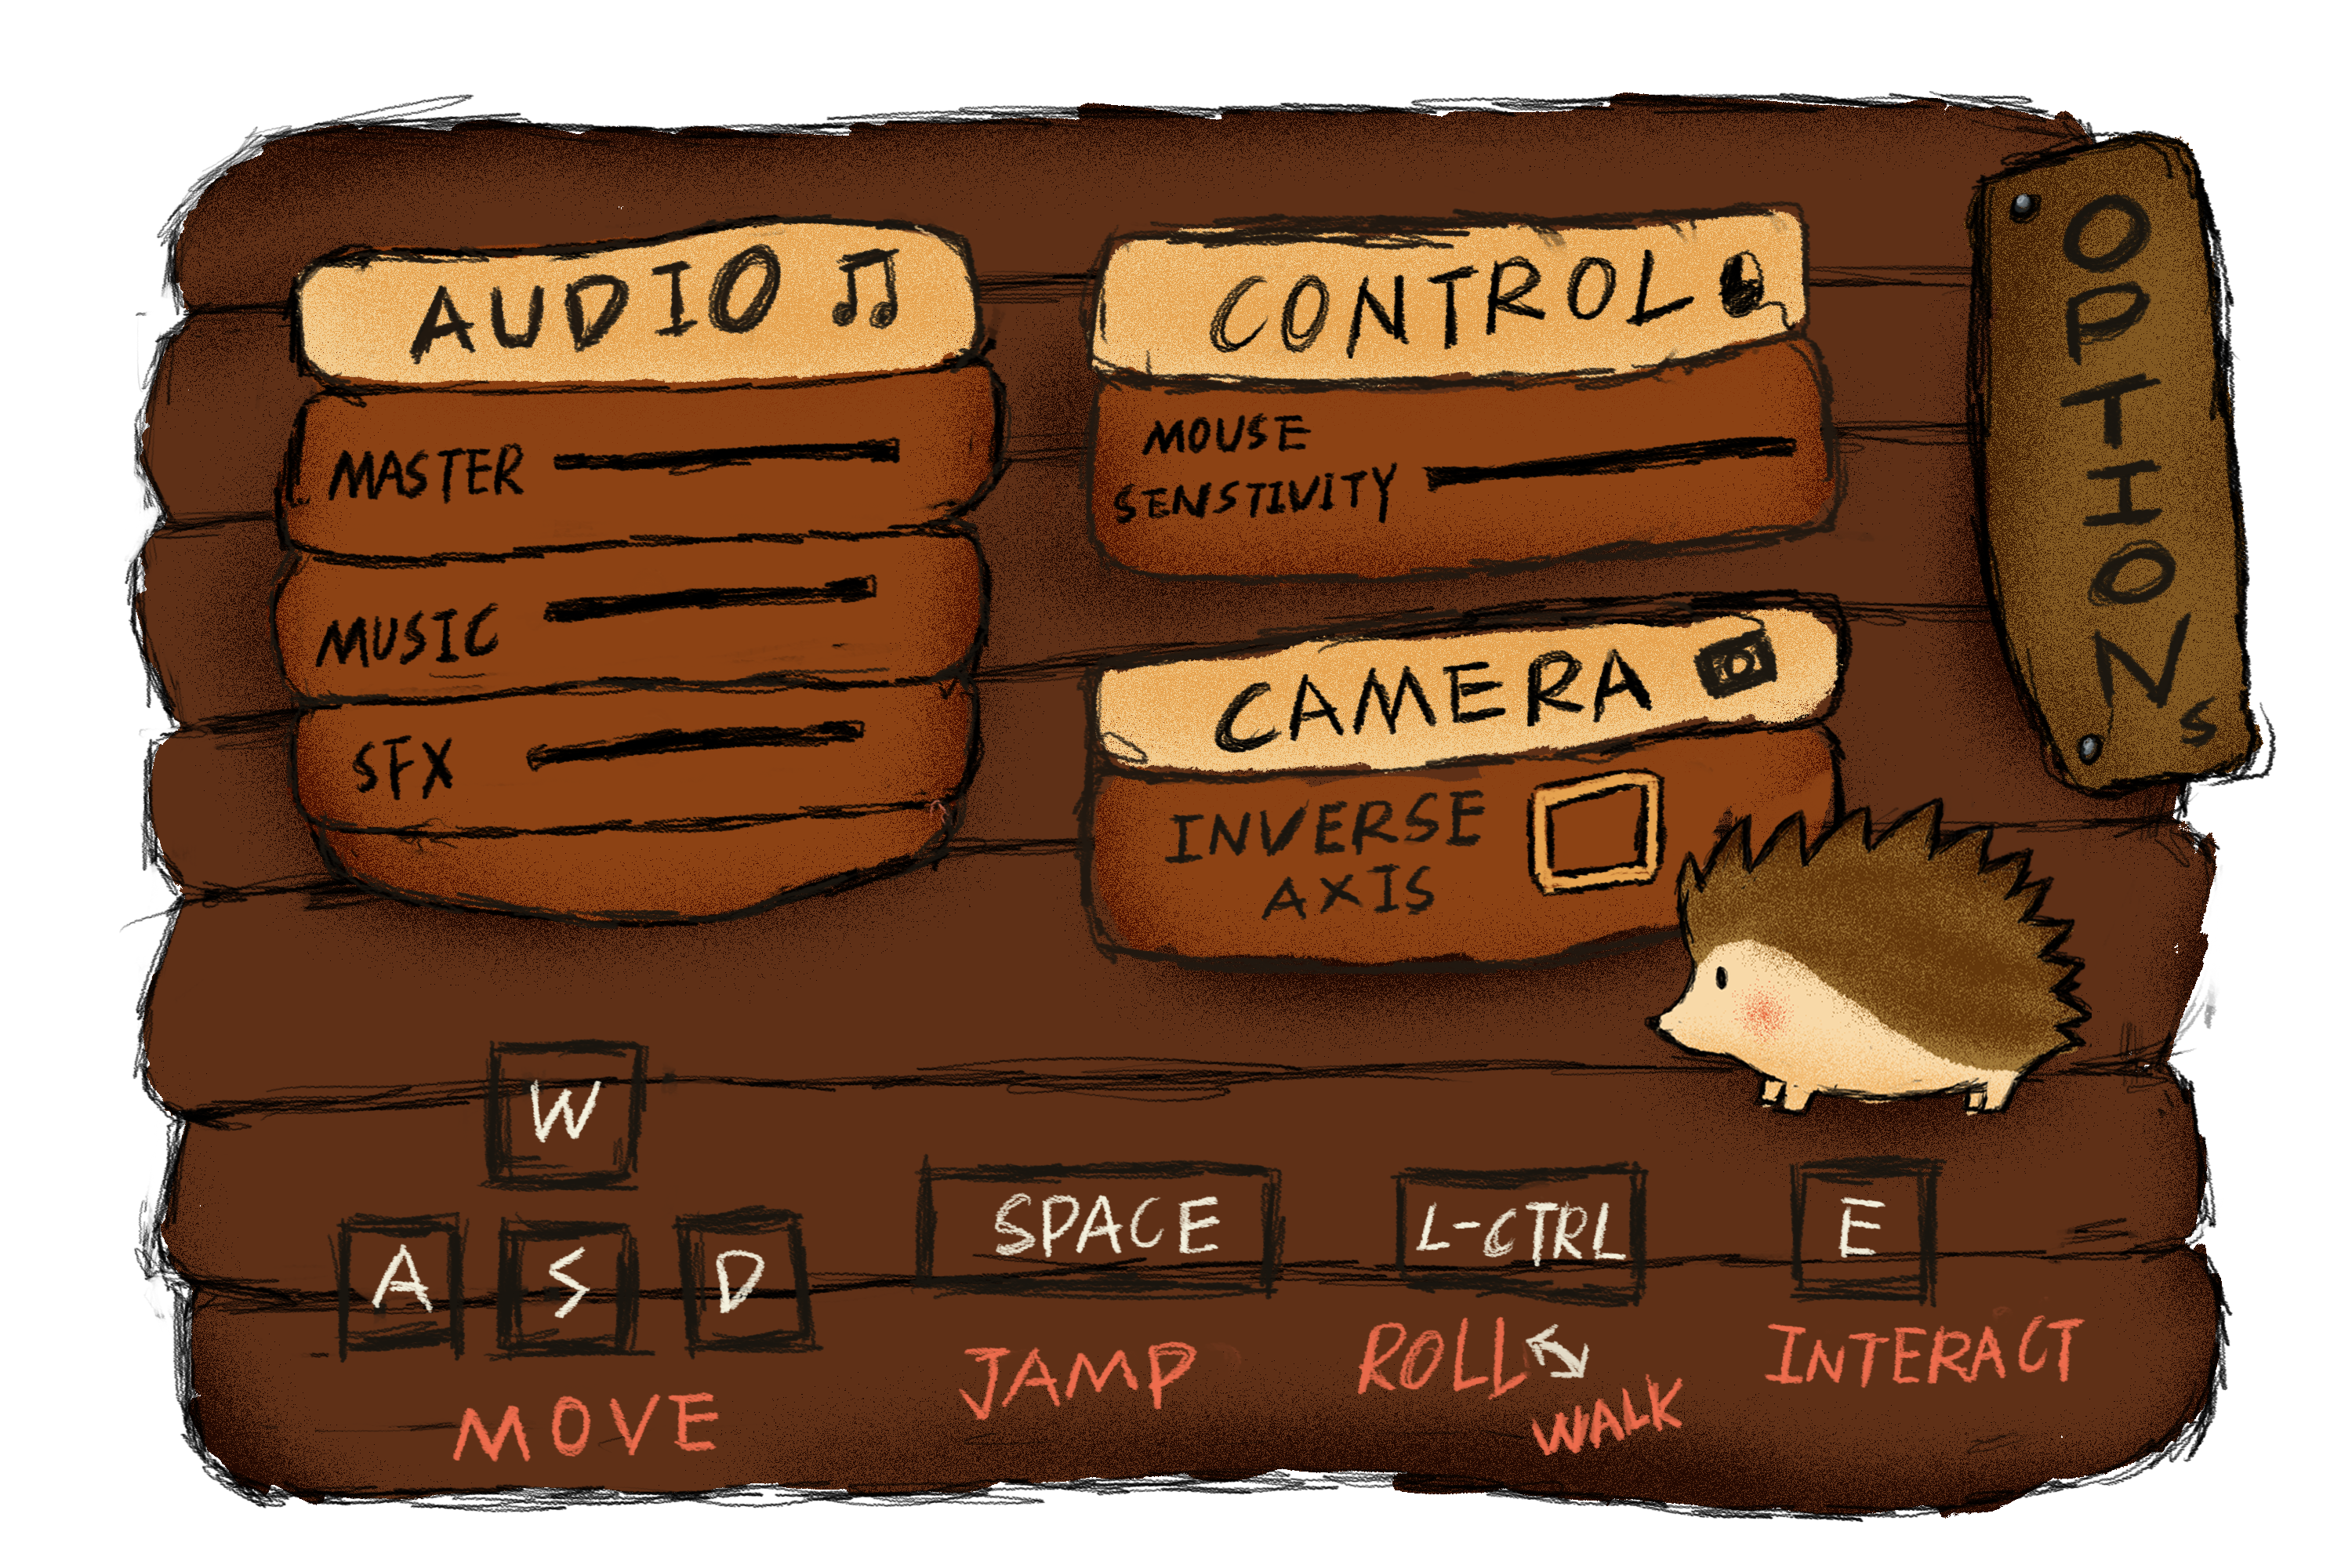 OPTIONS
AUDIO
MASTER
MUSIC
SFX
CONTROL
MOUSE
SENSTIVITY
CAMERA
INVERSE
AXIS
W
A S D
MOVE
SPACE
JAMP
L-CTRL
ROLL
WALK
E
INTERACT